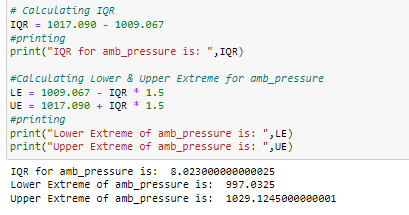 # Calculating IQR
IQR = 1017.090 - 1009.067
#printing
print("IQR for amb_pressure is: ",IQR)
#Calculating Lower & Upper Extreme for amb_pressure
LE = 1009.067 - IQR * 1.5
UE = 1017.090 + IQR * 1.5
#printing
print("Lower Extreme of amb_pressure is: ",LE)
print("Upper Extreme of amb_pressure is: ",UE)
IQR for amb_pressure is:  8.023000000000025
Lower Extreme of amb_pressure is:  997.0325
Upper Extreme of amb_pressure is:  1029.1245000000001